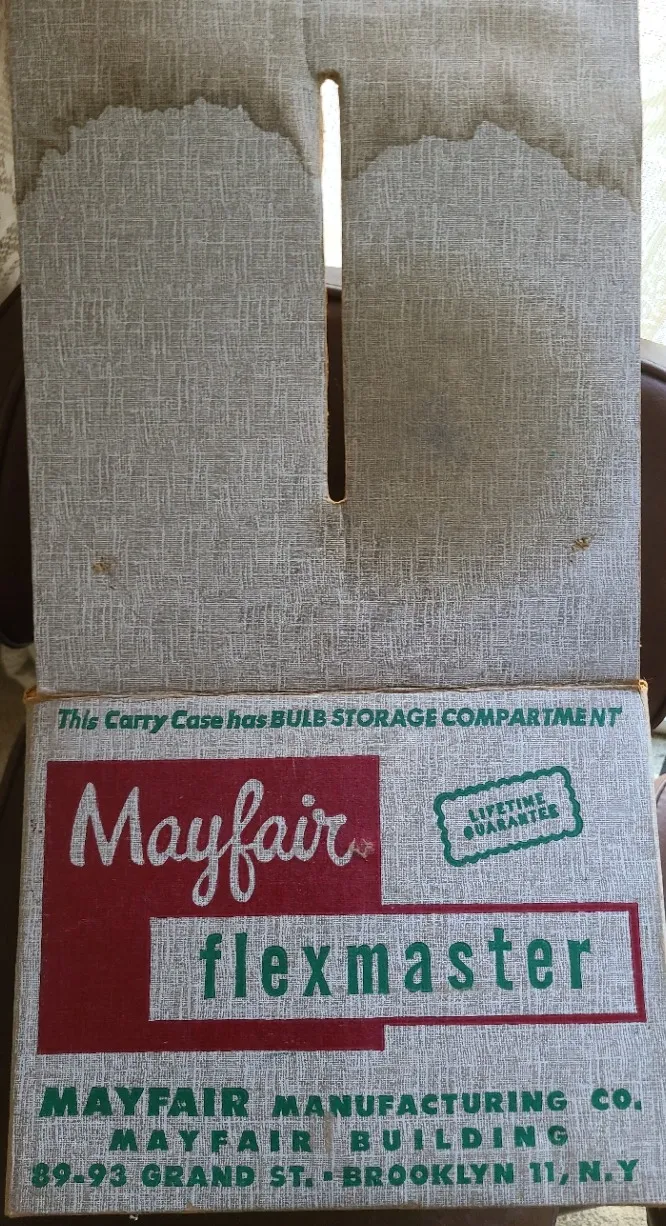 This Carry Case has BULB STORAGE COMPARTMENT
Mayfair
LIFETIME
GUARANTEE
flexmaster
MAYFAIR MANUFACTURING CO.
MAYFAIR BUILDING
89-93 GRAND ST. - BROOKLYN 11, N.Y